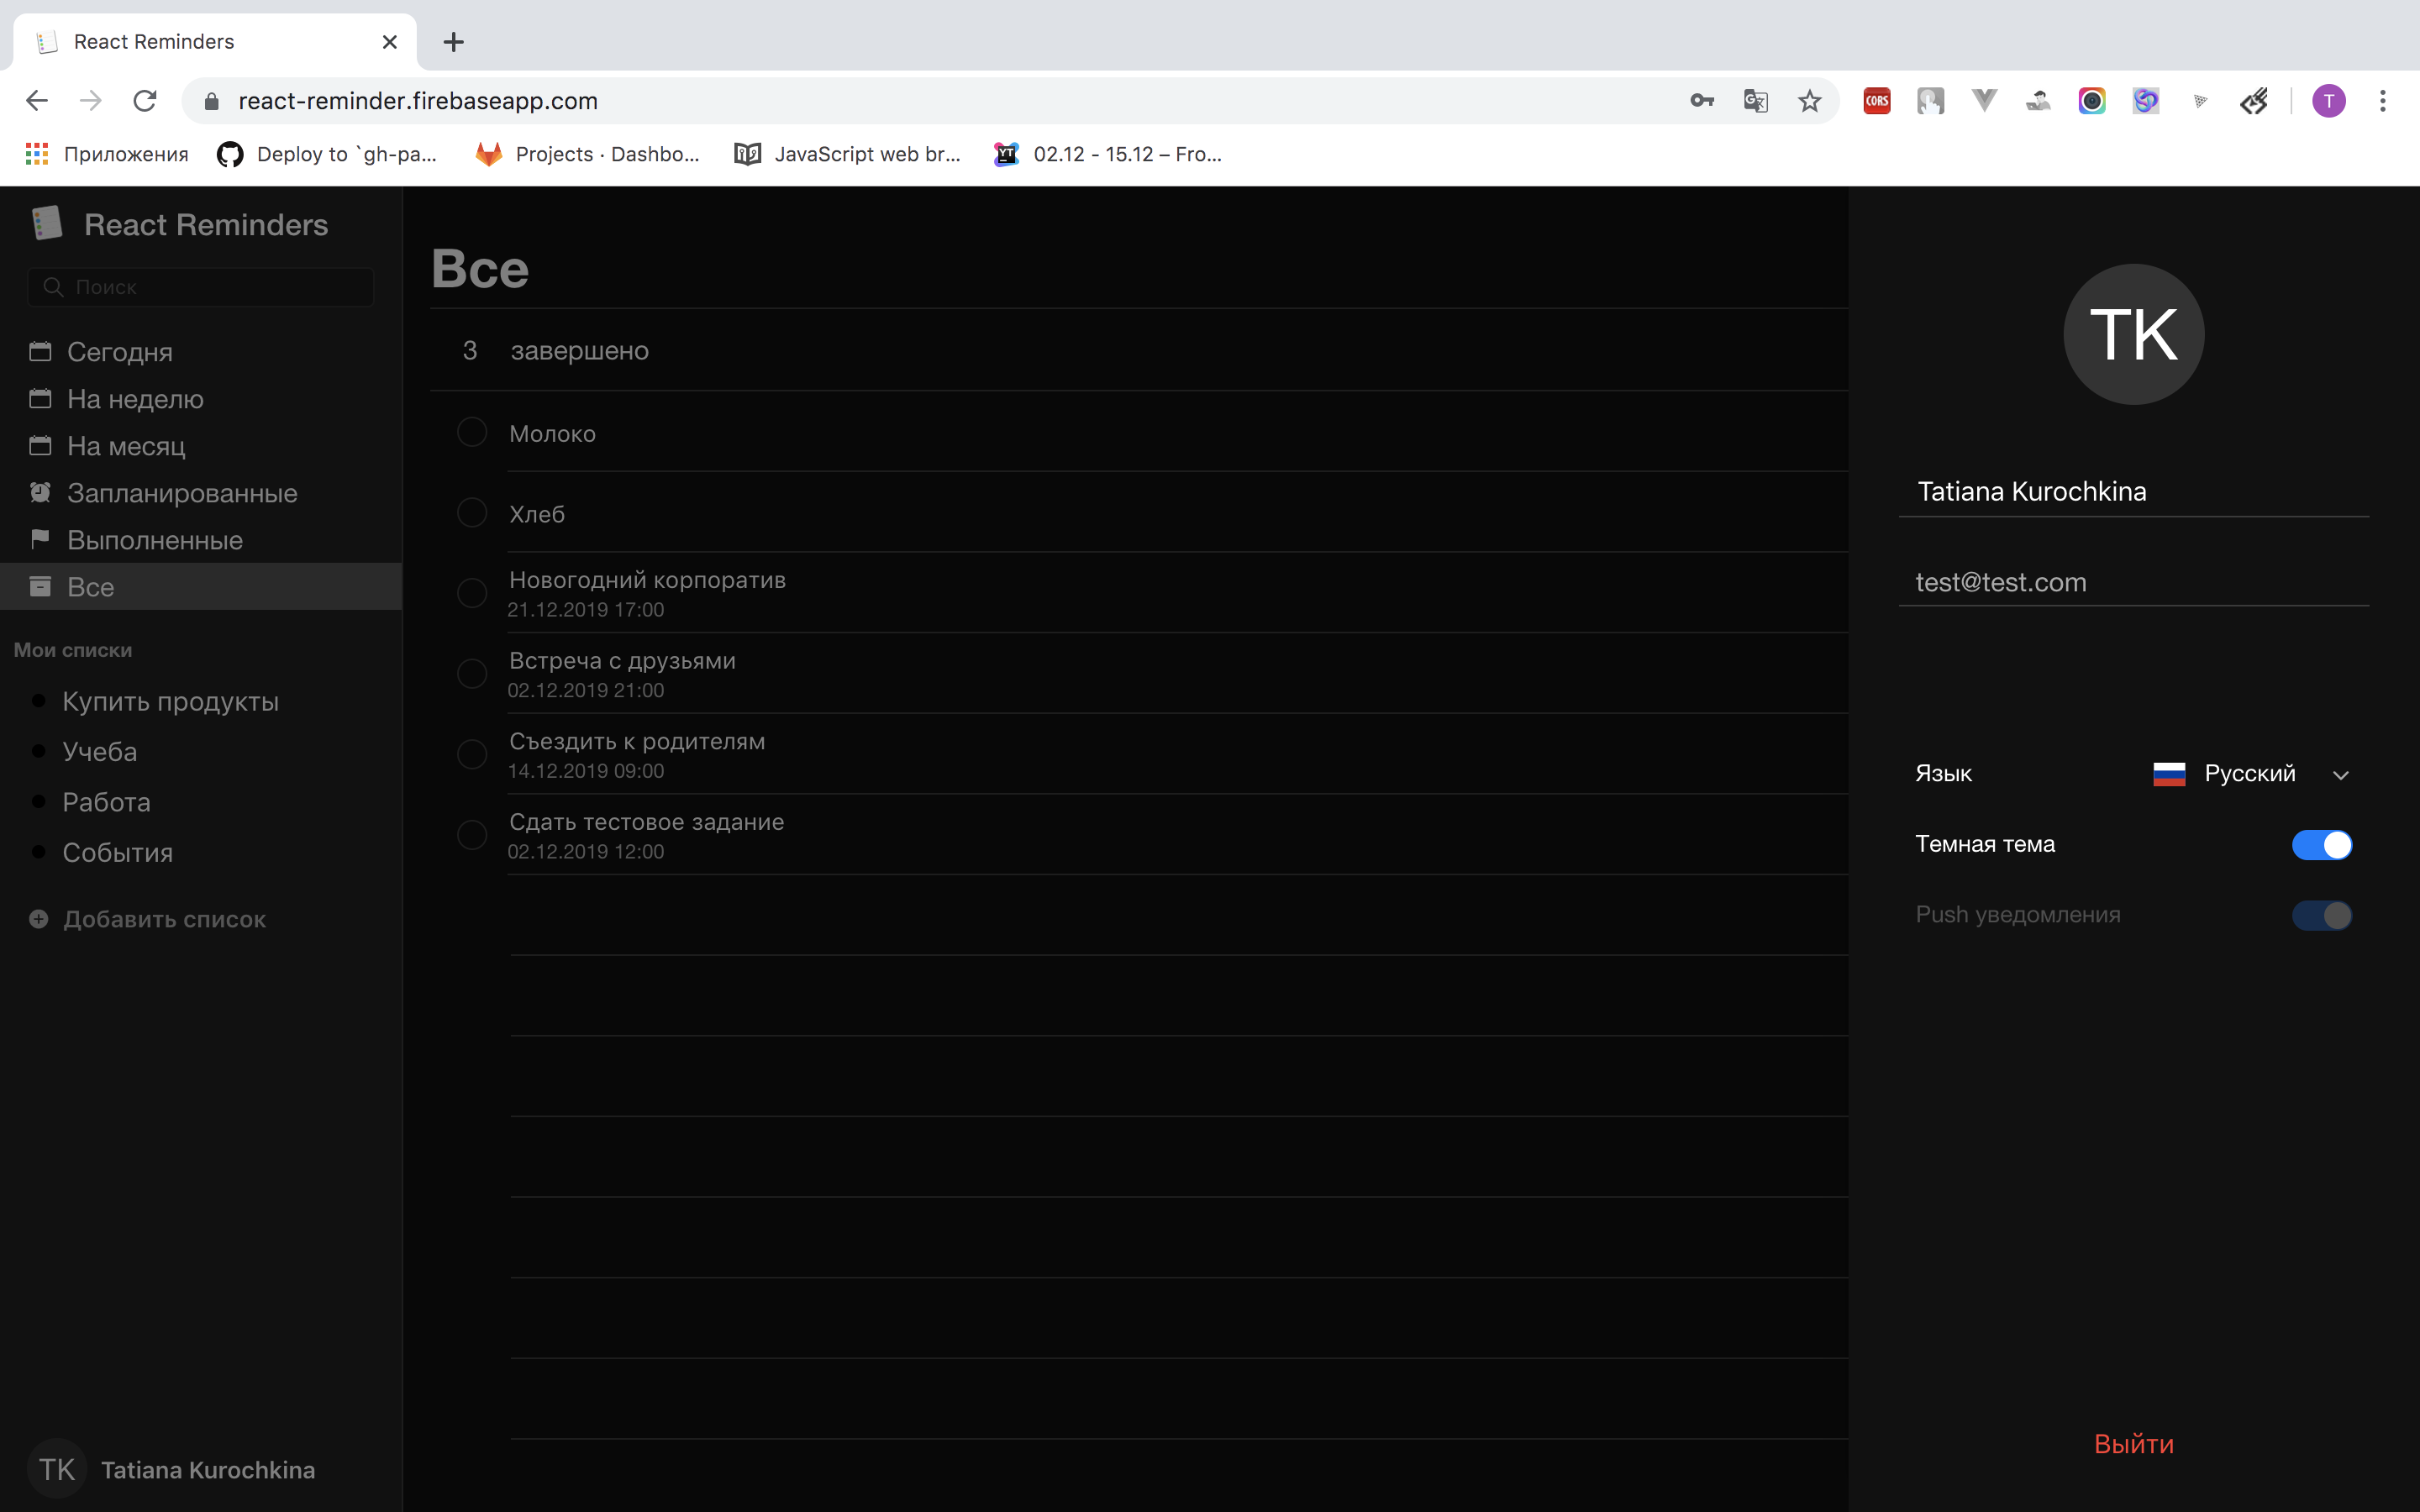 React Reminders
react-reminder.firebaseapp.com
CORS
T
Приложения
Deploy to `gh-pa...
Projects · Dashbo...
JavaScript web br...
YT
02.12 - 15.12 – Fro...
React Reminders
Поиск
Сегодня
На неделю
На месяц
Запланированные
Выполненные
Все
Мои списки
Купить продукты
Учеба
Работа
События
Добавить список
TK
Tatiana Kurochkina
Все
3 завершено
Молоко
Хлеб
Новогодний корпоратив
21.12.2019 17:00
Встреча с друзьями
02.12.2019 21:00
Съездить к родителям
14.12.2019 09:00
Сдать тестовое задание
02.12.2019 12:00
TK
Tatiana Kurochkina
test@test.com
Язык
Русский
Темная тема
Push уведомления
Выйти